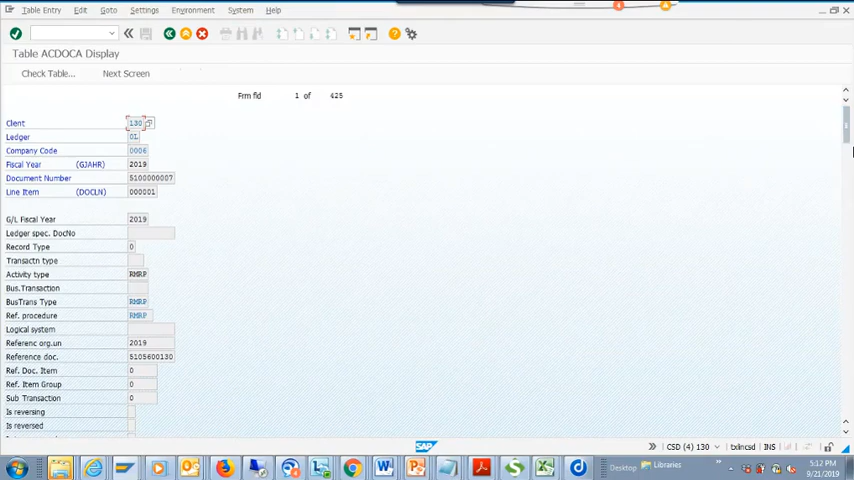 Table Entry Edit Goto Settings Environment System Help
Table ACDOCA Display
Check Table... Next Screen
Frm fld 1 of 425
Client 130
Ledger 0L
Company Code 0006
Fiscal Year (GJAHR) 2019
Document Number 5100000007
Line Item (DOCLN) 000001
G/L Fiscal Year 2019
Ledger spec. DocNo
Record Type 0
Transactn type
Activity type RMRP
Bus.Transaction
BusTrans Type RMRP
Ref. procedure RMRP
Logical system
Referenc org.un 2019
Reference doc. 5105600130
Ref. Doc. Item 0
Ref. Item Group 0
Sub Transaction 0
Is reversing
Is reversed
SAP
CSD (4) 130 txlncsd INS
Desktop Libraries
5:12 PM
9/21/2019